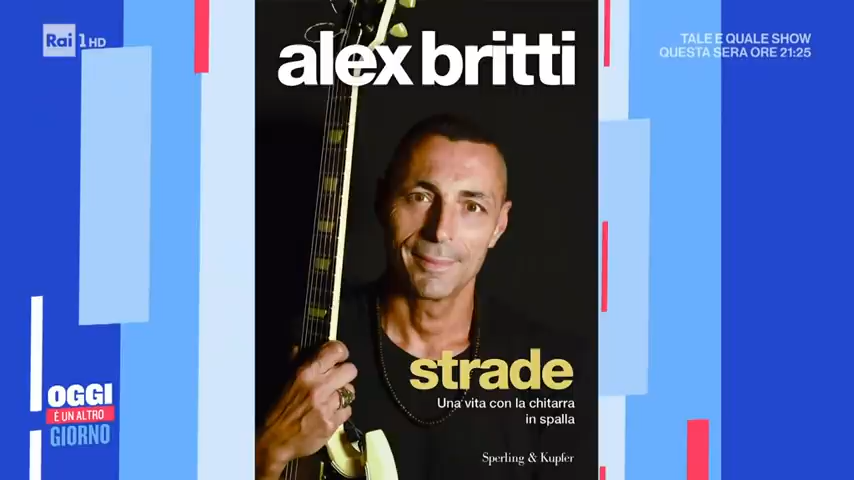 Rai 1 HD
TALE E QUALE SHOW
QUESTA SERA ORE 21:25
alex britti
strade
Una vita con la chitarra
in spalla
Sperling & Kupfer
OGGI
È UN ALTRO
GIORNO